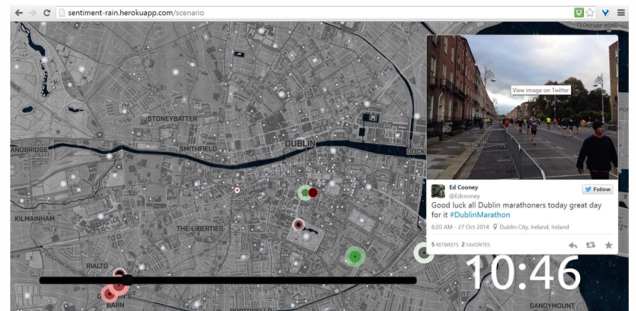 sentiment-rain.herokuapp.com/scenario
View image on Twitter
STONEYBATTER
SMITHFIELD
DUBLIN
KILMAINHAM
THE LIBERTIES
RIALTO
BARN
SANDYMOUNT
Ed Cooney
@Edcooney
Follow
Good luck all Dublin marathoners today great day
for it #DublinMarathon
8:20 AM - 27 Oct 2014 Dublin City, Ireland, Ireland
5 RETWEETS 2 FAVORITES
10:46